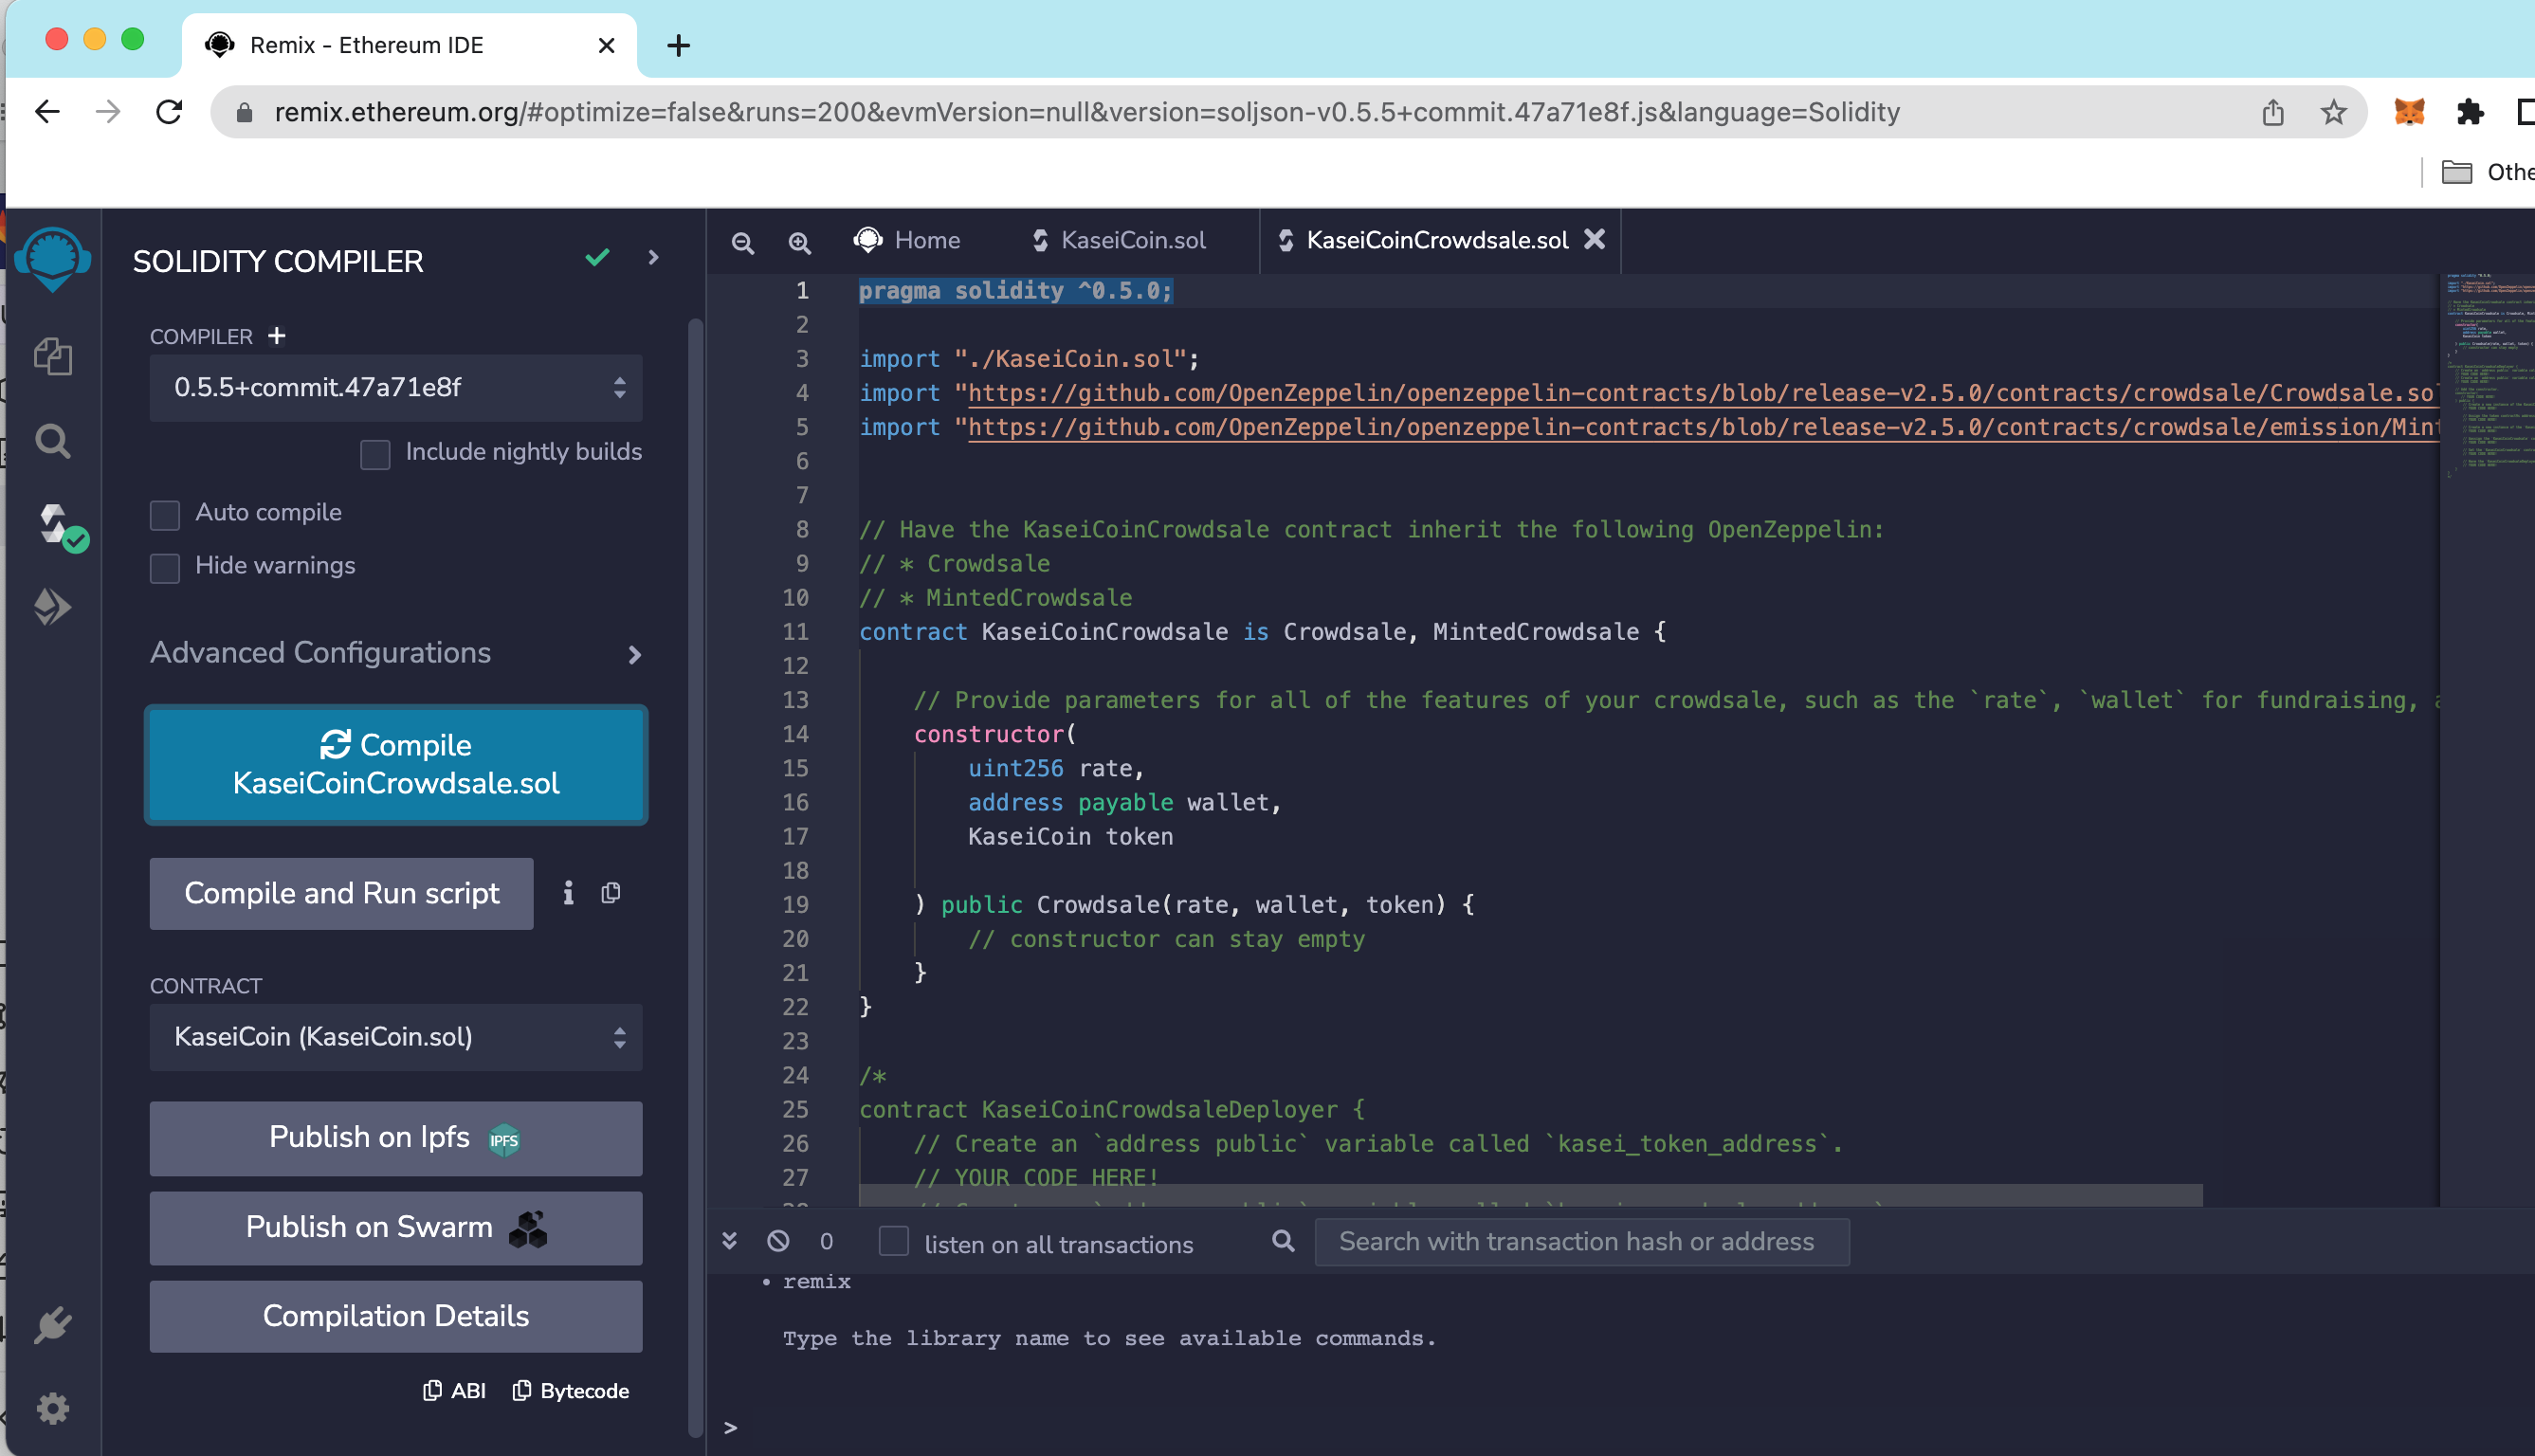 Remix - Ethereum IDE
remix.ethereum.org/#optimize=false&runs=200&evmVersion=null&version=soljson-v0.5.5+commit.47a71e8f.js&language=Solidity
Othe
SOLIDITY COMPILER
COMPILER +
0.5.5+commit.47a71e8f
Include nightly builds
Auto compile
Hide warnings
Advanced Configurations
Compile
KaseiCoinCrowdsale.sol
Compile and Run script
CONTRACT
KaseiCoin (KaseiCoin.sol)
Publish on Ipfs IPFS
Publish on Swarm
Compilation Details
ABI Bytecode
Home KaseiCoin.sol KaseiCoinCrowdsale.sol
1 pragma solidity ^0.5.0;
2
3 import "./KaseiCoin.sol";
4 import "https://github.com/OpenZeppelin/openzeppelin-contracts/blob/release-v2.5.0/contracts/crowdsale/Crowdsale.so
5 import "https://github.com/OpenZeppelin/openzeppelin-contracts/blob/release-v2.5.0/contracts/crowdsale/emission/Mint
6
7
8 // Have the KaseiCoinCrowdsale contract inherit the following OpenZeppelin:
9 // * Crowdsale
10 // * MintedCrowdsale
11 contract KaseiCoinCrowdsale is Crowdsale, MintedCrowdsale {
12
13 // Provide parameters for all of the features of your crowdsale, such as the `rate`, `wallet` for fundraising,
14 constructor(
15 uint256 rate,
16 address payable wallet,
17 KaseiCoin token
18
19 ) public Crowdsale(rate, wallet, token) {
20 // constructor can stay empty
21 }
22 }
23
24 /*
25 contract KaseiCoinCrowdsaleDeployer {
26 // Create an `address public` variable called `kasei_token_address`.
27 // YOUR CODE HERE!
0 listen on all transactions Search with transaction hash or address
• remix
Type the library name to see available commands.
>